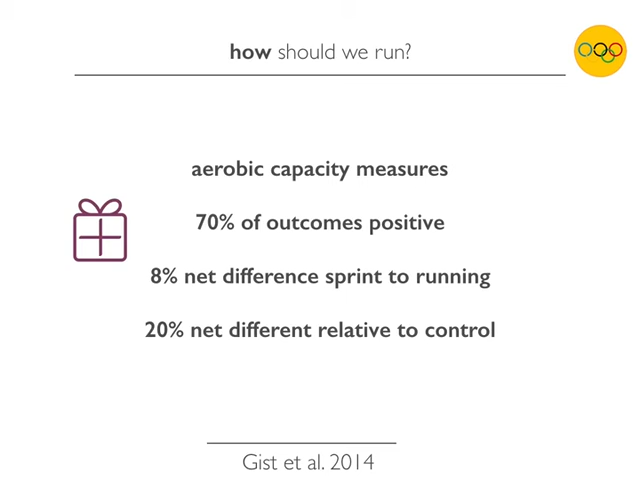 how should we run?
aerobic capacity measures
70% of outcomes positive
8% net difference sprint to running
20% net different relative to control
Gist et al. 2014